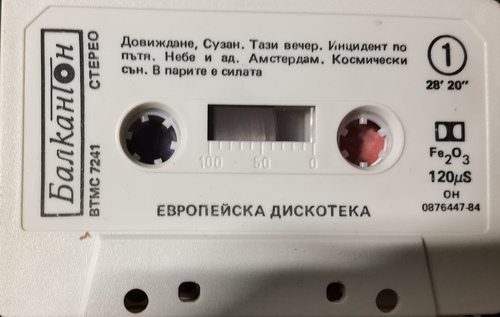 Балкантон
СТЕРЕО
ВТМС 7241
Довиждане, Сузан. Тази вечер. Инцидент по
пътя. Небе и ад. Амстердам. Космически
сън. В парите е силата
1
28' 20"
100 50 0
Fe2O3
120μS
ОН
0876447-84
ЕВРОПЕЙСКА ДИСКОТЕКА